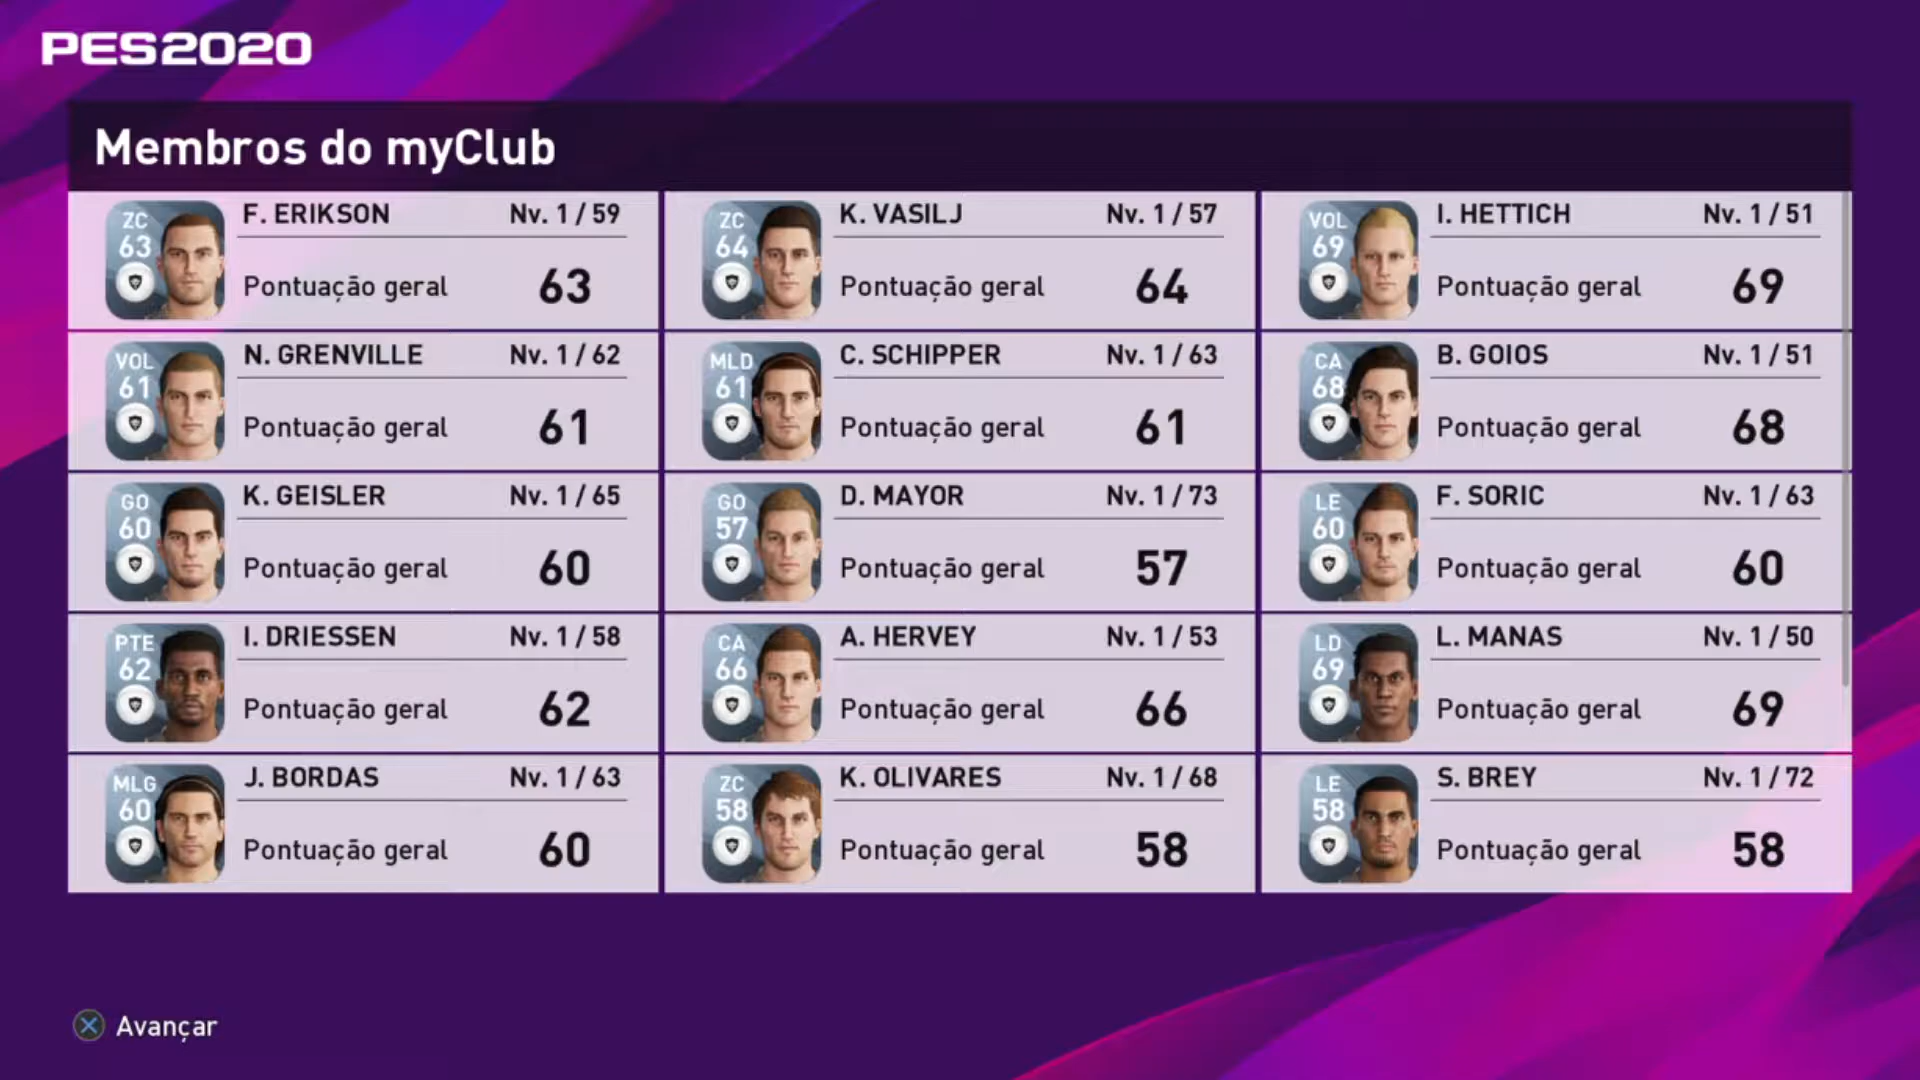 PES2020
Membros do myClub
ZC
63
F. ERIKSON Nv. 1 / 59
Pontuação geral 63
ZC
64
K. VASILJ Nv. 1 / 57
Pontuação geral 64
VOL
69
I. HETTICH Nv. 1 / 51
Pontuação geral 69
VOL
61
N. GRENVILLE Nv. 1 / 62
Pontuação geral 61
MLD
61
C. SCHIPPER Nv. 1 / 63
Pontuação geral 61
CA
68
B. GOIOS Nv. 1 / 51
Pontuação geral 68
GO
60
K. GEISLER Nv. 1 / 65
Pontuação geral 60
GO
57
D. MAYOR Nv. 1 / 73
Pontuação geral 57
LE
60
F. SORIC Nv. 1 / 63
Pontuação geral 60
PTE
62
I. DRIESSEN Nv. 1 / 58
Pontuação geral 62
CA
66
A. HERVEY Nv. 1 / 53
Pontuação geral 66
LD
69
L. MANAS Nv. 1 / 50
Pontuação geral 69
MLG
60
J. BORDAS Nv. 1 / 63
Pontuação geral 60
ZC
58
K. OLIVARES Nv. 1 / 68
Pontuação geral 58
LE
58
S. BREY Nv. 1 / 72
Pontuação geral 58
Avançar